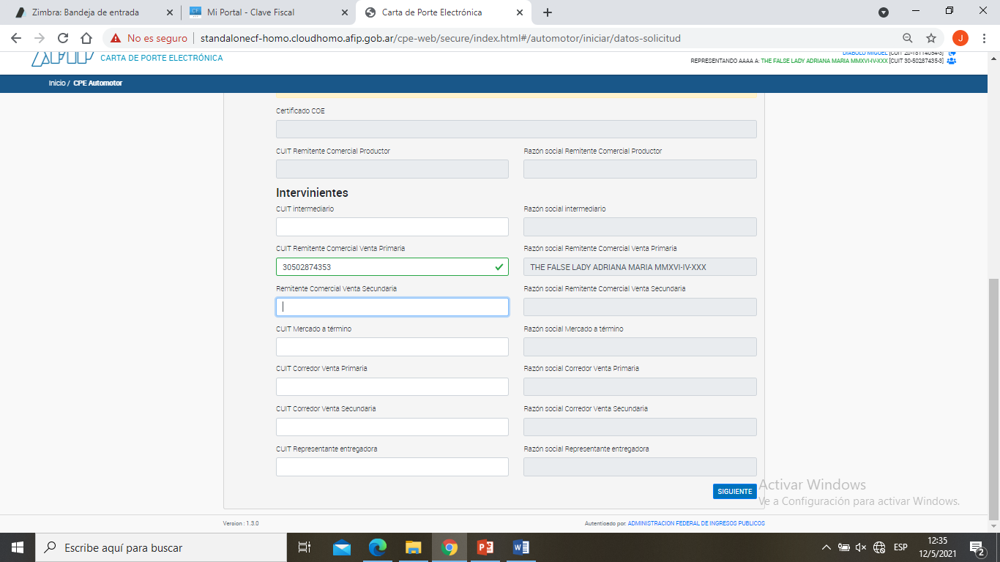 Zimbra: Bandeja de entrada
Mi Portal - Clave Fiscal
Carta de Porte Electrónica
No es seguro
standalonecf-homo.cloudhomo.afip.gob.ar/cpe-web/secure/index.html#/automotor/iniciar/datos-solicitud
J
AFIP CARTA DE PORTE ELECTRÓNICA
DIABOLO MIGUEL [CUIT 20-18114054-3]
REPRESENTANDO AAAA A: THE FALSE LADY ADRIANA MARIA MMXVI-IV-XXX [CUIT 30-50287435-3]
Inicio / CPE Automotor
Certificado COE
CUIT Remitente Comercial Productor
Razón social Remitente Comercial Productor
Intervinientes
CUIT intermediario
Razón social intermediario
CUIT Remitente Comercial Venta Primaria
Razón social Remitente Comercial Venta Primaria
30502874353
THE FALSE LADY ADRIANA MARIA MMXVI-IV-XXX
Remitente Comercial Venta Secundaria
Razón social Remitente Comercial Venta Secundaria
CUIT Mercado a término
Razón social Mercado a término
CUIT Corredor Venta Primaria
Razón social Corredor Venta Primaria
CUIT Corredor Venta Secundaria
Razón social Corredor Venta Secundaria
CUIT Representante entregadora
Razón social Representante entregadora
SIGUIENTE
Activar Windows
Ve a Configuración para activar Windows.
Version : 1.3.0
Autenticado por: ADMINISTRACION FEDERAL DE INGRESOS PUBLICOS
Escribe aquí para buscar
ESP
12:35
12/5/2021
2